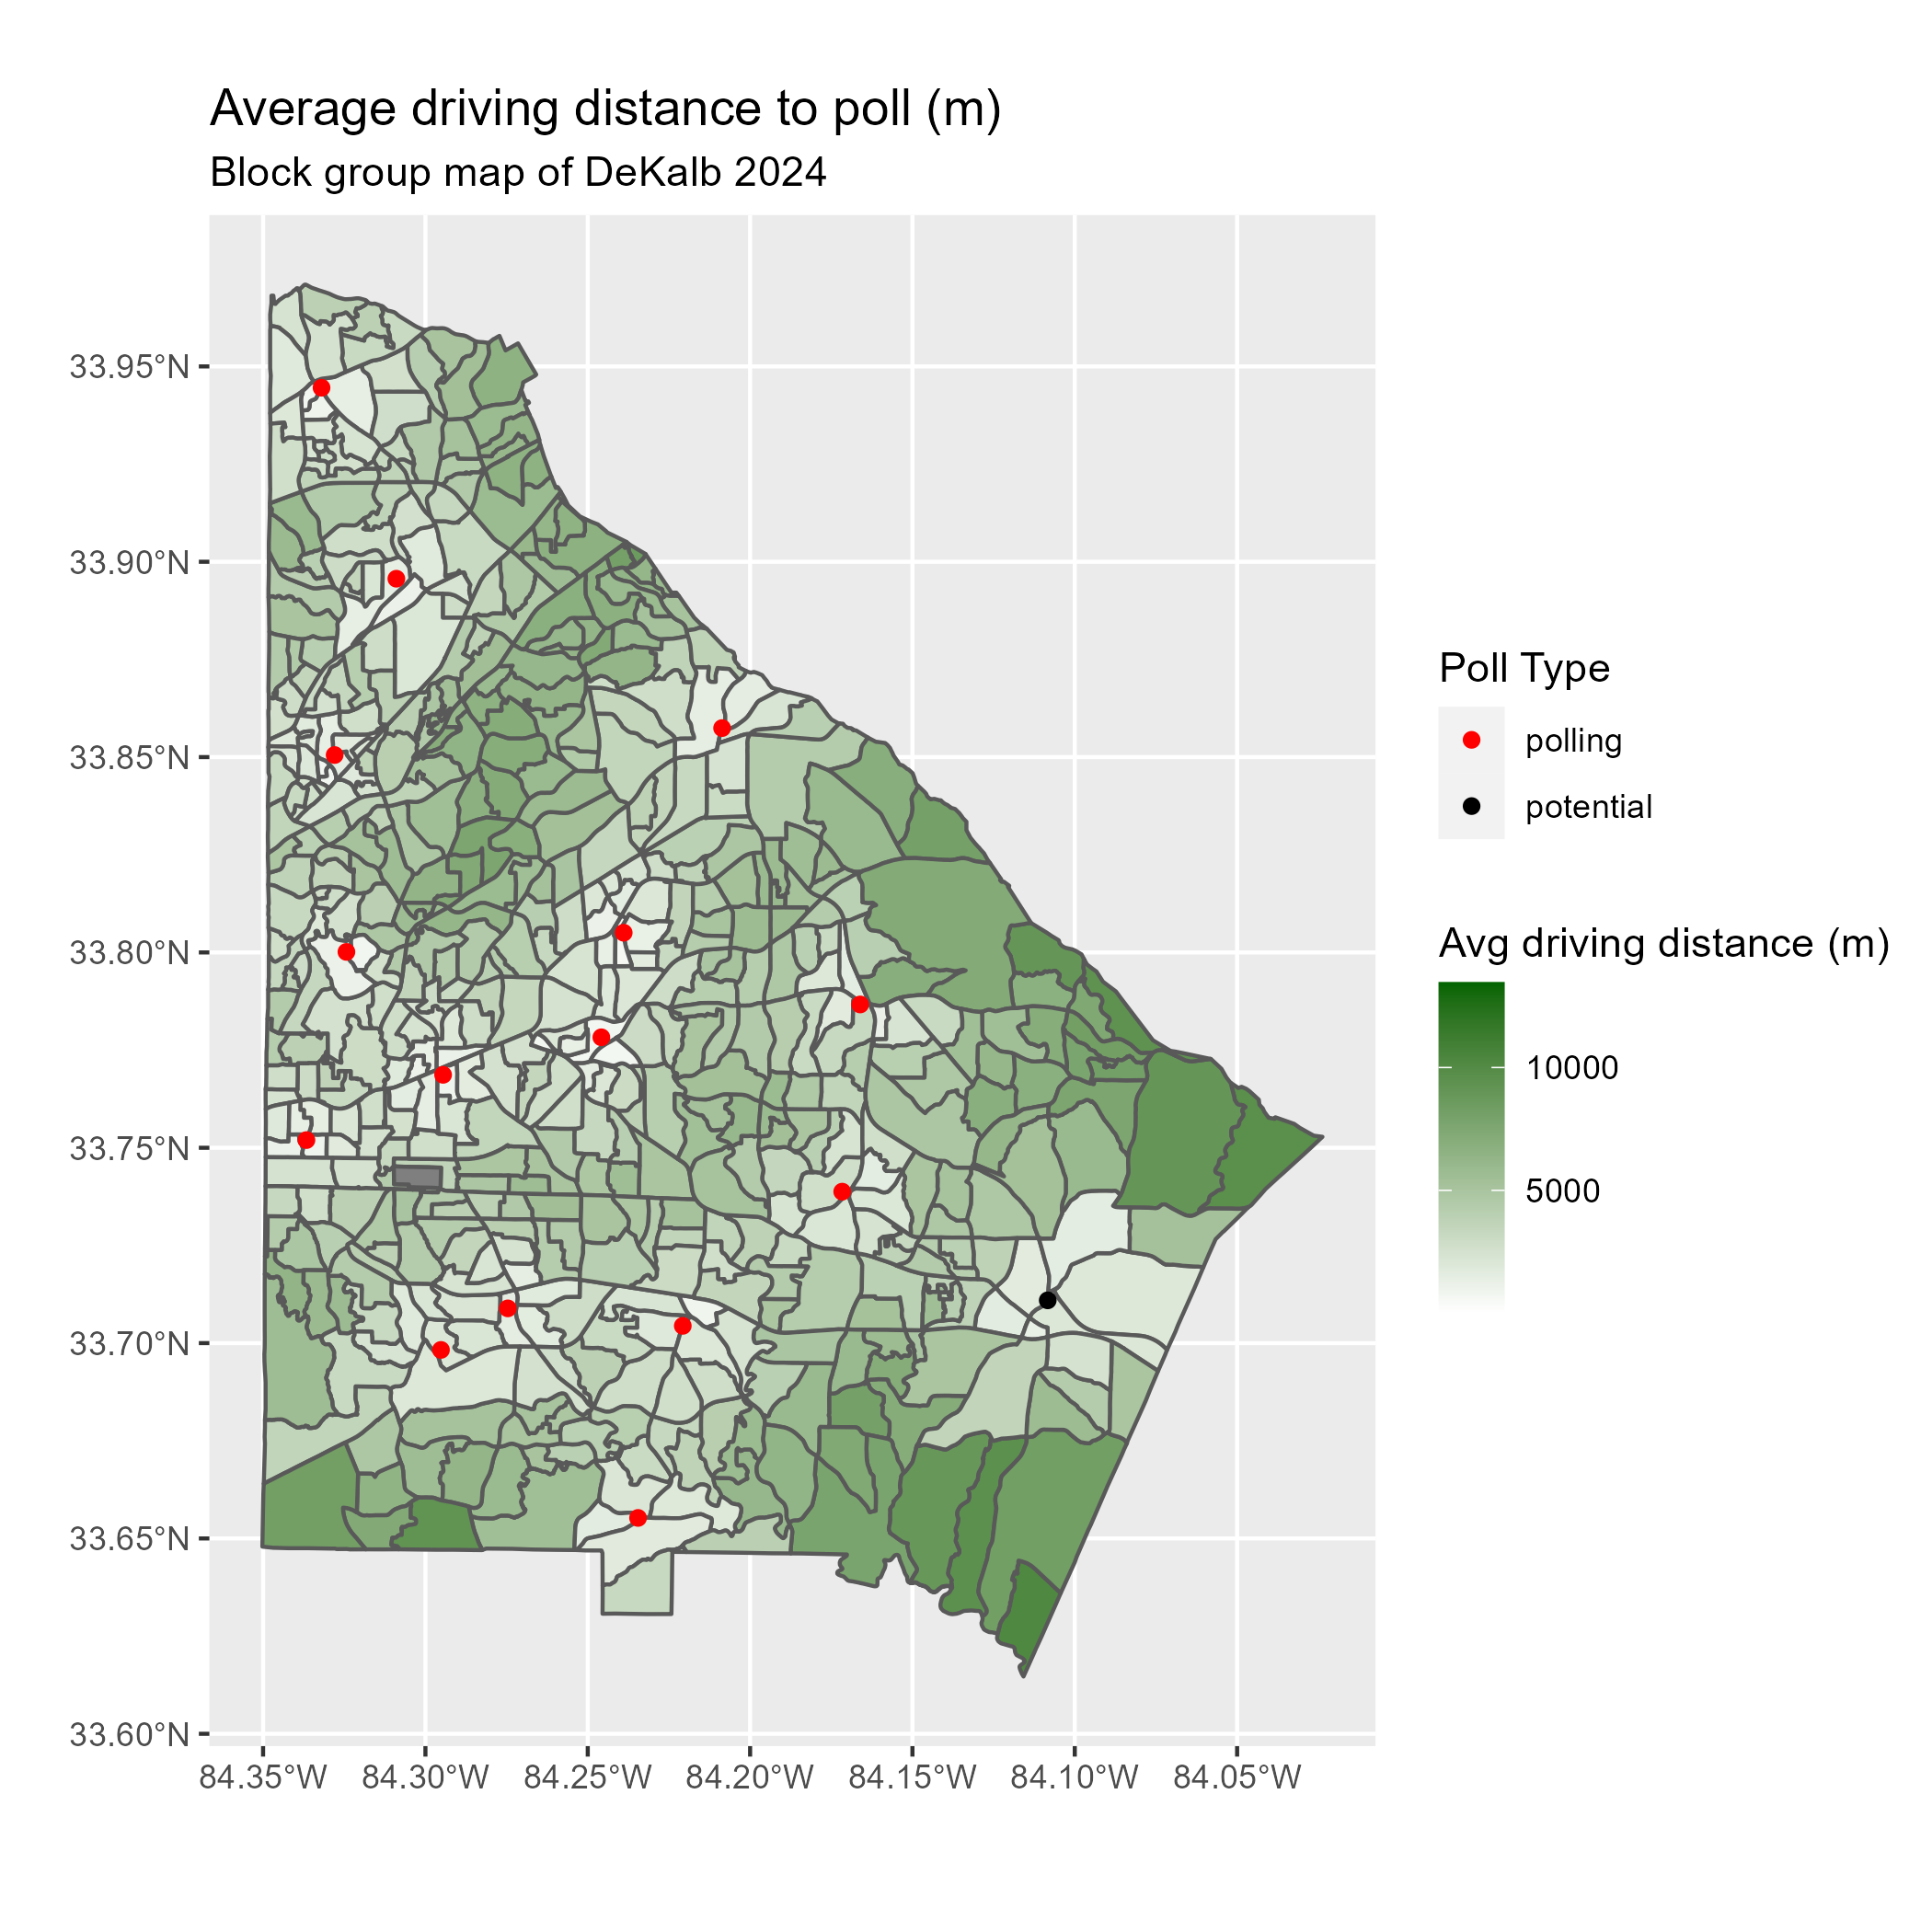 Average driving distance to poll (m)
Block group map of DeKalb 2024
33.95°N
33.90°N
33.85°N
33.80°N
33.75°N
33.70°N
33.65°N
33.60°N
84.35°W 84.30°W 84.25°W 84.20°W 84.15°W 84.10°W 84.05°W
Poll Type
polling
potential
Avg driving distance (m)
10000
5000